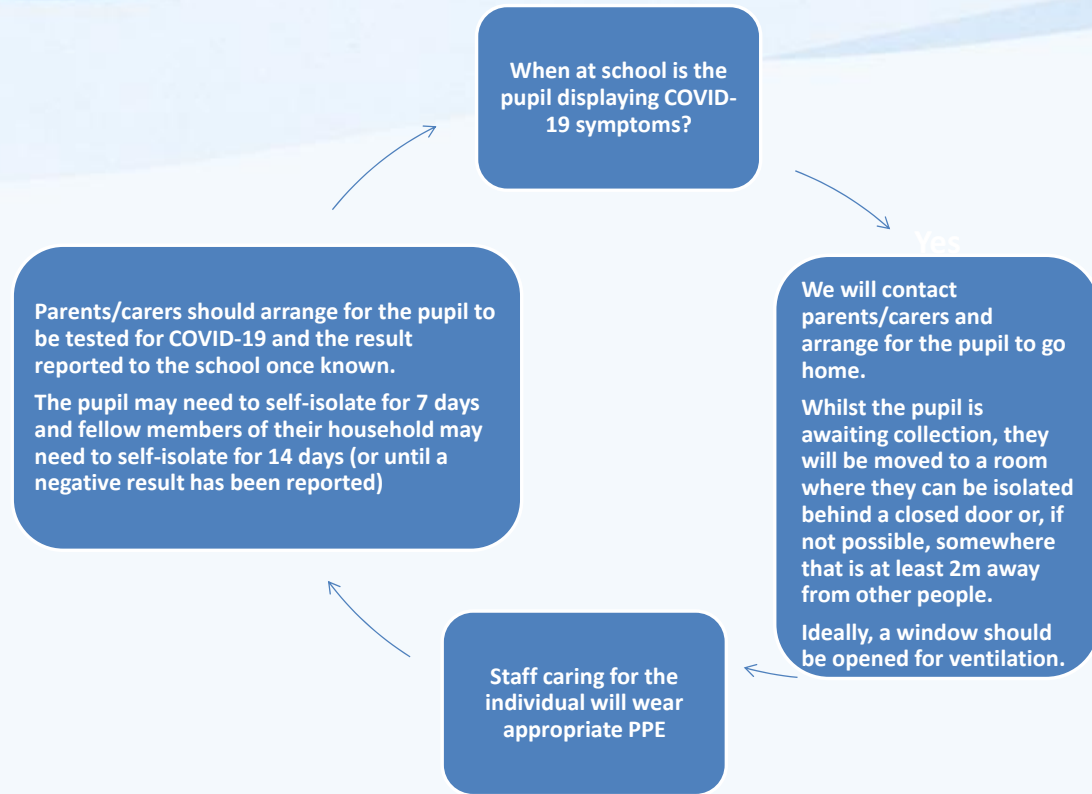 When at school is the
pupil displaying COVID-
19 symptoms?
Yes
We will contact
parents/carers and
arrange for the pupil to go
home.
Whilst the pupil is
awaiting collection, they
will be moved to a room
where they can be isolated
behind a closed door or, if
not possible, somewhere
that is at least 2m away
from other people.
Ideally, a window should
be opened for ventilation.
Staff caring for the
individual will wear
appropriate PPE
Parents/carers should arrange for the pupil to
be tested for COVID-19 and the result
reported to the school once known.
The pupil may need to self-isolate for 7 days
and fellow members of their household may
need to self-isolate for 14 days (or until a
negative result has been reported)